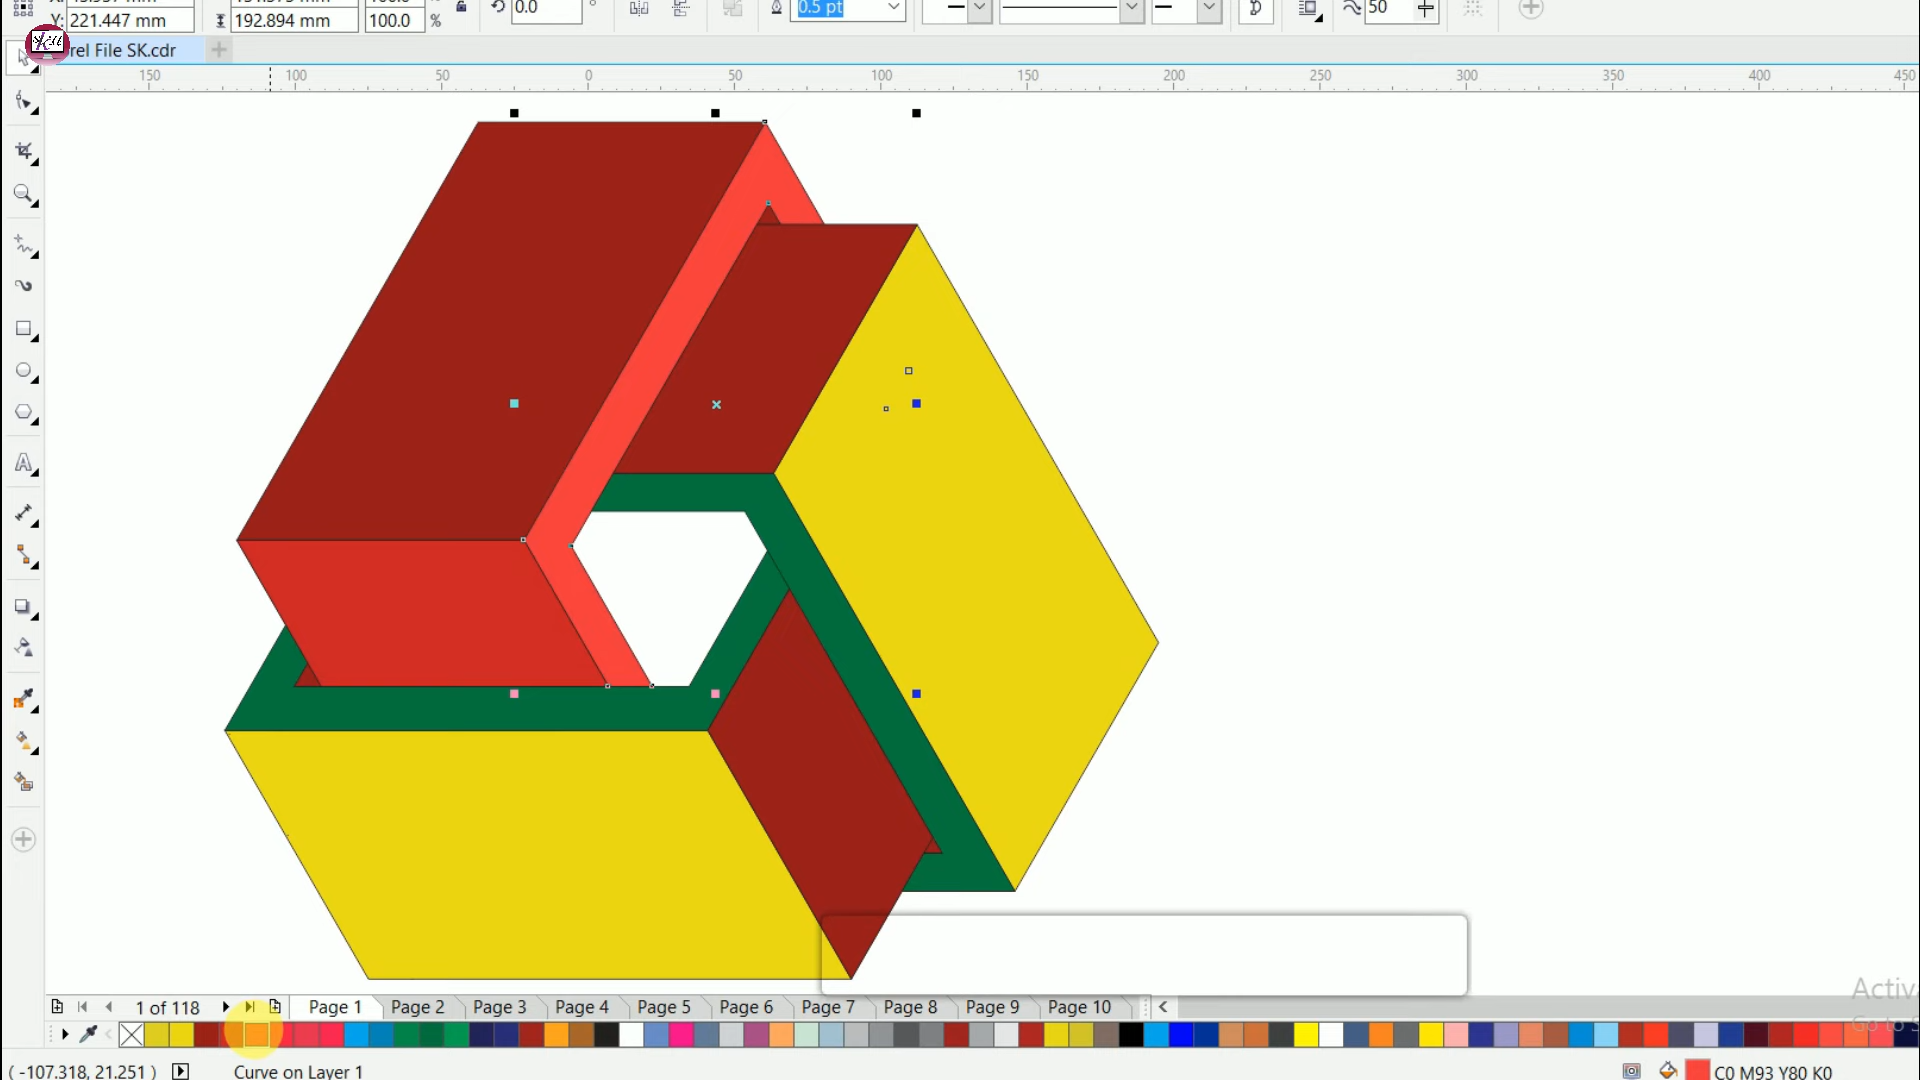 Y: 221.447 mm 192.894 mm 100.0 % 0.0 ° 0.5 pt 50
SKU rel File SK.cdr
150 100 50 0 50 100 150 200 250 300 350 400 450
1 of 118 Page 1 Page 2 Page 3 Page 4 Page 5 Page 6 Page 7 Page 8 Page 9 Page 10
( -107.318, 21.251 ) Curve on Layer 1 C0 M93 Y80 K0